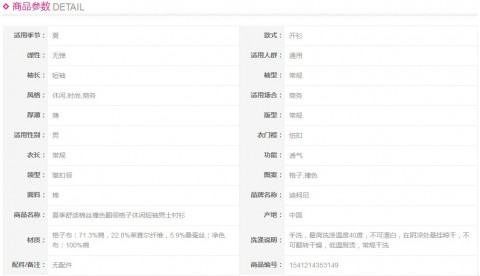 商品参数 DETAIL
适用季节： 夏 款式： 开衫
弹性： 无弹 适用人群： 通用
袖长： 短袖 袖型： 常规
风格： 休闲,时尚,商务 适用场合： 商务
厚薄： 薄 版型： 常规
适用性别： 男 衣门襟： 纽扣
衣长： 常规 功能： 透气
领型： 图案： 格子,撞色
面料： 棉 品牌名称：
商品名称： 夏季舒适棉丝撞色翻领格子休闲短袖男士衬衫 产地： 中国
材质： 格子布：71.3%棉，22.8%莱赛尔纤维，5.9%桑蚕丝；净色布：100%棉 洗涤说明： 手洗，最高洗涤温度40度，不可漂白，在阴凉处悬挂晾干，不可翻转干燥，低温熨烫，常规干洗
配件/备注： 无配件 商品编号： 1541214353149